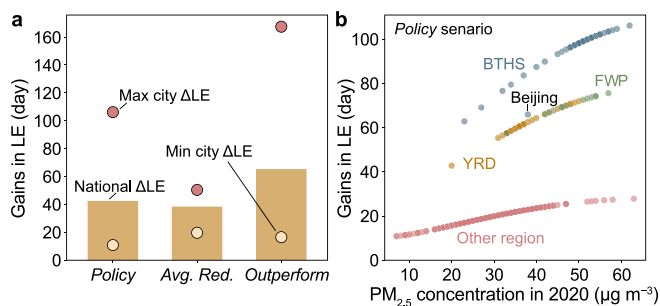 a
Gains in LE (day)
160
140
120
100
80
60
40
20
0
Max city ΔLE
Min city ΔLE
National ΔLE
Policy
Avg. Red.
Outperform
b
Gains in LE (day)
100
80
60
40
20
0
Policy senario
BTHS
FWP
Beijing
YRD
Other region
10 20 30 40 50 60
PM2.5 concentration in 2020 (μg m⁻³)